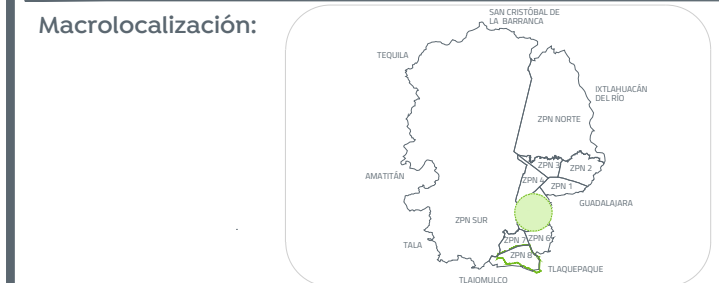 Macrolocalización:
SAN CRISTÓBAL DE
LA BARRANCA
TEQUILA
IXTLAHUACÁN
DEL RÍO
ZPN NORTE
ZPN 3
ZPN 2
AMATITÁN
ZPN 4
ZPN 1
GUADALAJARA
ZPN SUR
TALA
ZPN 7
ZPN 6
ZPN 8
TLAQUEPAQUE
TLAJOMULCO